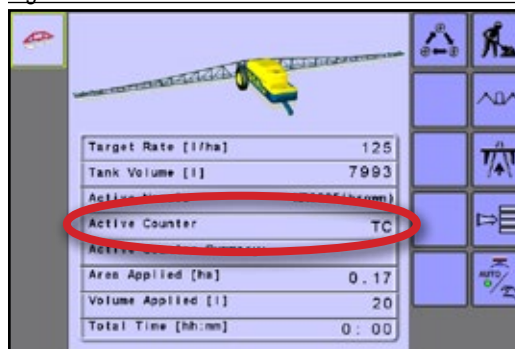 Target Rate [l/ha] 125
Tank Volume [l] 7993
Active Counter TC
Area Applied [ha] 0.17
Volume Applied [l] 20
Total Time [hh:mm] 0:00
AUTO